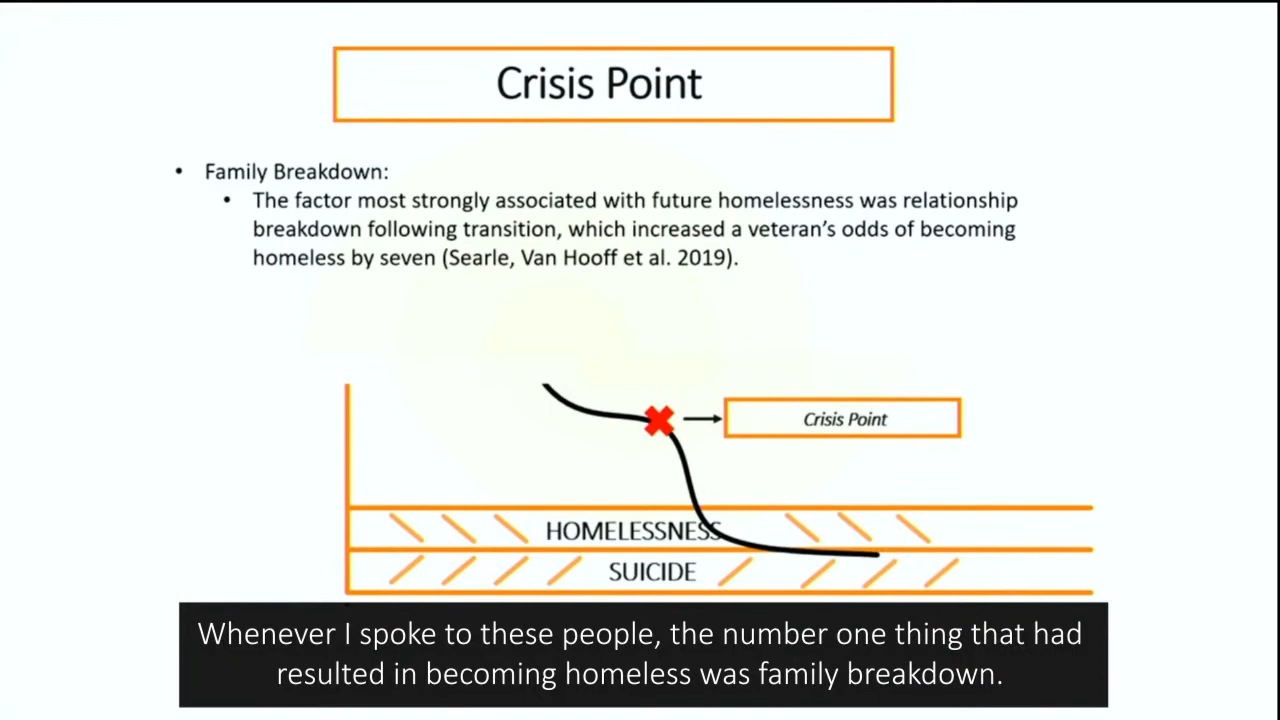 Crisis Point
• Family Breakdown:
• The factor most strongly associated with future homelessness was relationship
breakdown following transition, which increased a veteran's odds of becoming
homeless by seven (Searle, Van Hooff et al. 2019).
Crisis Point
HOMELESSNESS
SUICIDE
Whenever I spoke to these people, the number one thing that had
resulted in becoming homeless was family breakdown.